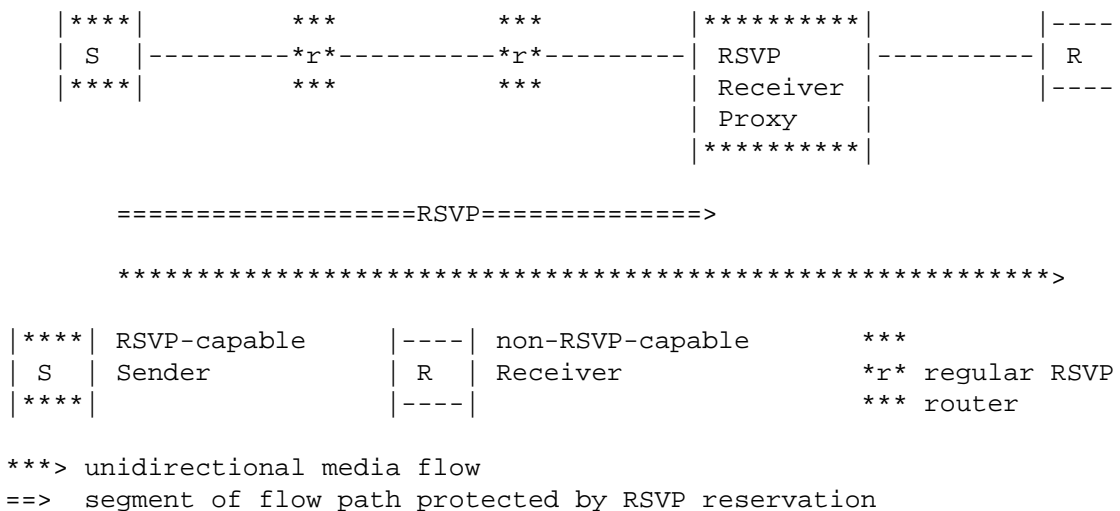 |****|         ***          ***         |**********|           |----
| S  |---------*r*----------*r*---------| RSVP     |----------| R
|****|         ***          ***         | Receiver |           |----
                                        | Proxy    |
                                        |**********|
===================RSVP==============>
***********************************************************>
|****| RSVP-capable     |----| non-RSVP-capable       ***
| S  | Sender           | R  | Receiver               *r* regular RSVP
|****|                  |----|                        *** router
***> unidirectional media flow
==>  segment of flow path protected by RSVP reservation